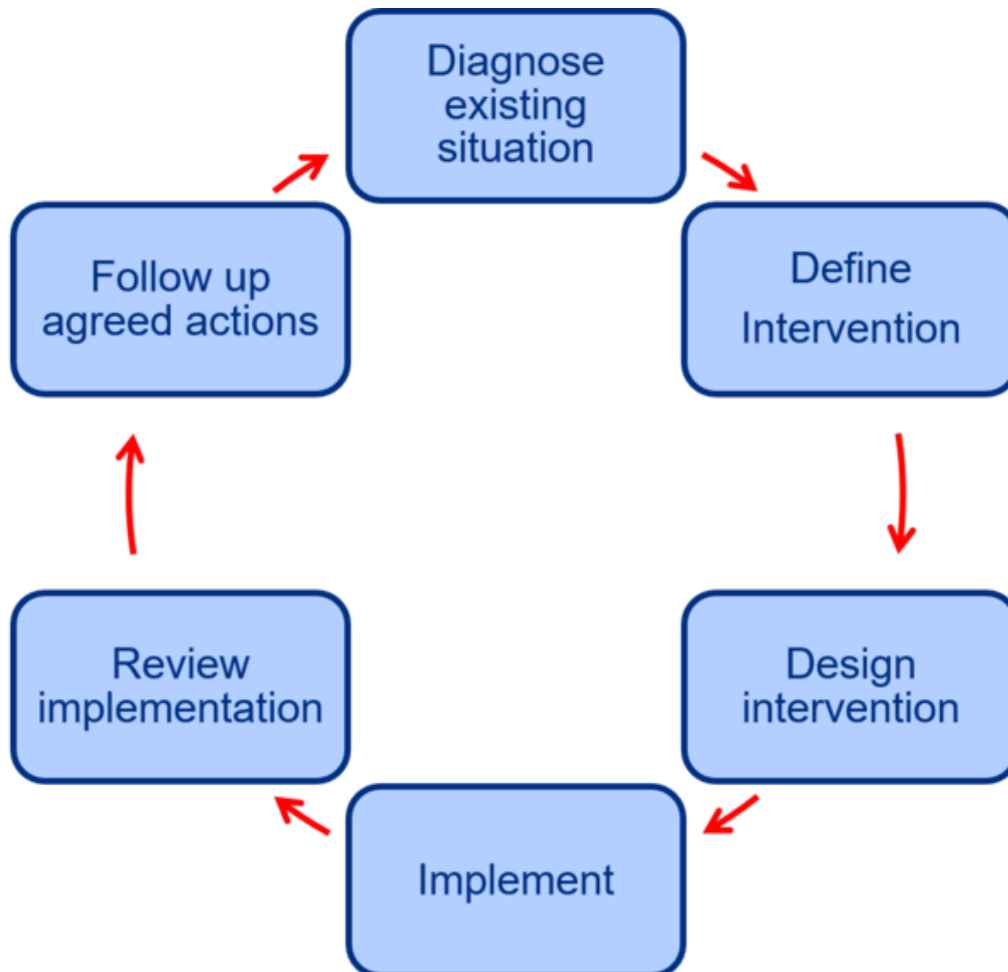 Diagnose
existing
situation
Define
Intervention
Design
intervention
Implement
Review
implementation
Follow up
agreed actions